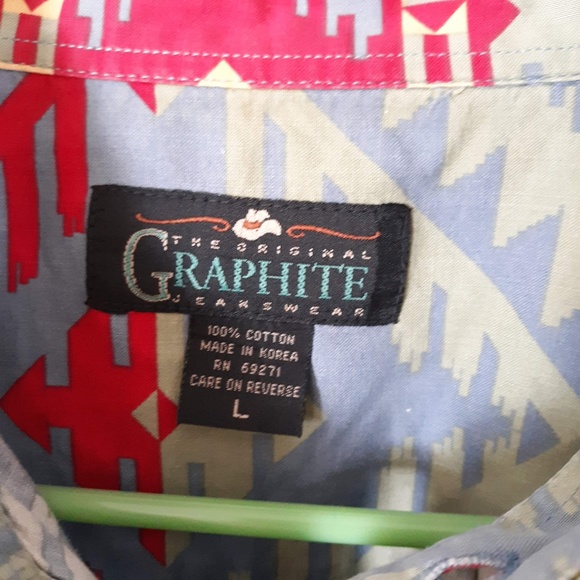 THE ORIGINAL
GRAPHITE
JEANSWEAR
100% COTTON
MADE IN KOREA
RN 69271
CARE ON REVERSE
L